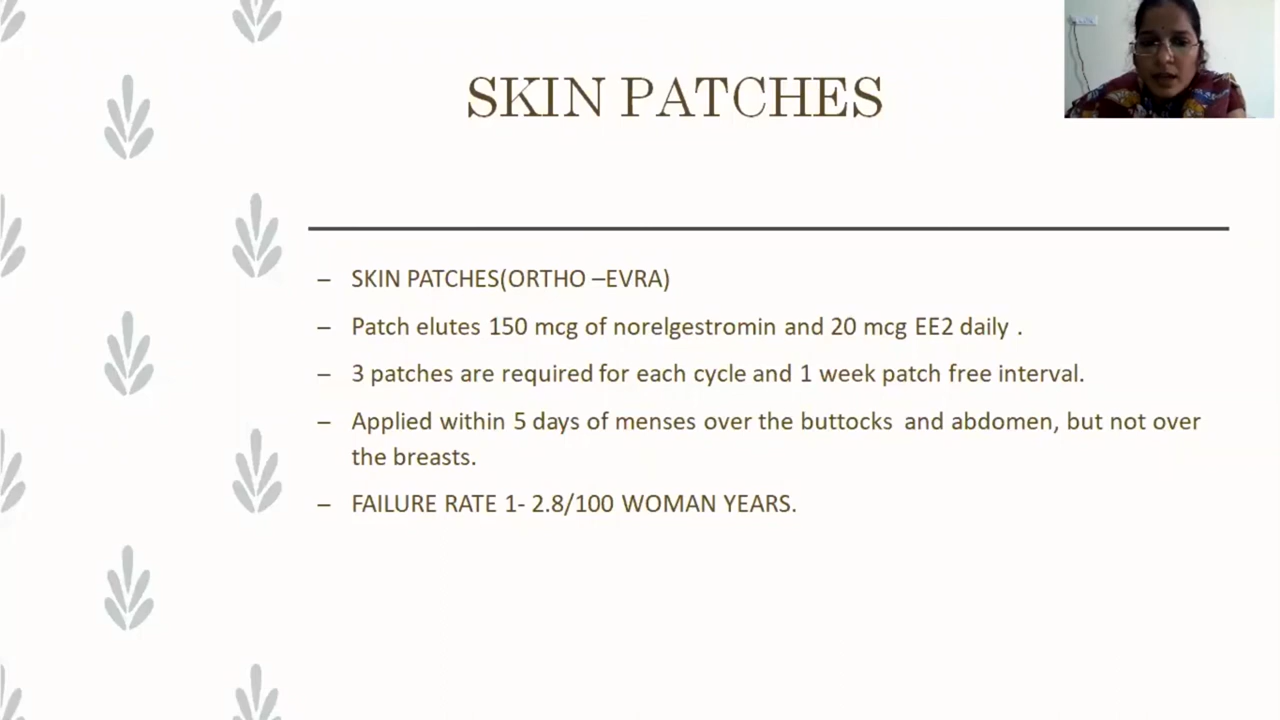 SKIN PATCHES
– SKIN PATCHES(ORTHO –EVRA)
– Patch elutes 150 mcg of norelgestromin and 20 mcg EE2 daily .
– 3 patches are required for each cycle and 1 week patch free interval.
– Applied within 5 days of menses over the buttocks and abdomen, but not over
the breasts.
– FAILURE RATE 1- 2.8/100 WOMAN YEARS.